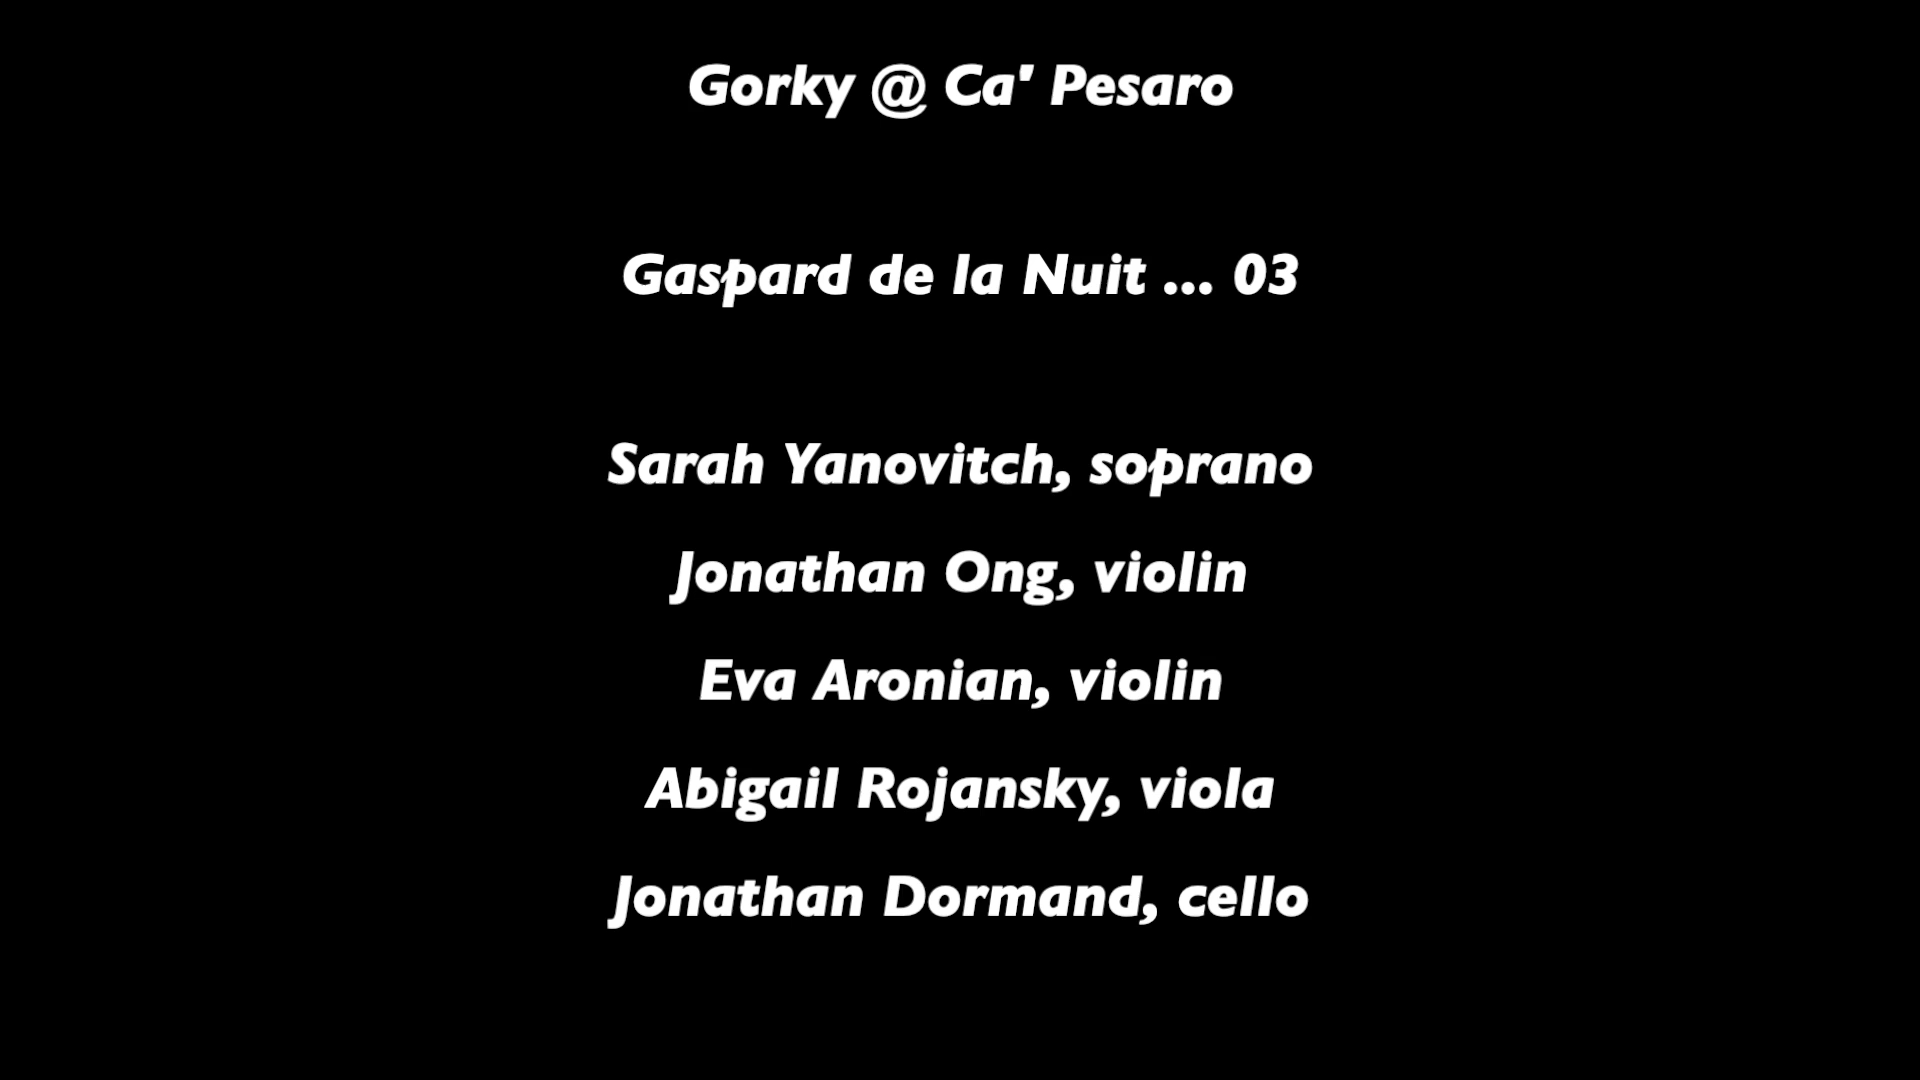 Gorky @ Ca' Pesaro
Gaspard de la Nuit ... 03
Sarah Yanovitch, soprano
Jonathan Ong, violin
Eva Aronian, violin
Abigail Rojansky, viola
Jonathan Dormand, cello